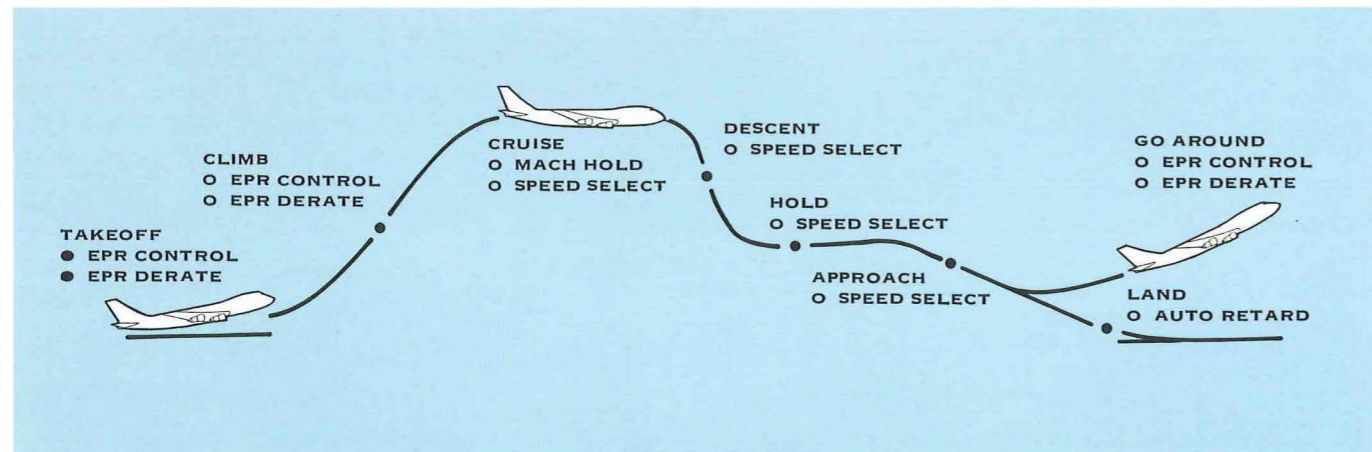 TAKEOFF
● EPR CONTROL
● EPR DERATE
CLIMB
O EPR CONTROL
O EPR DERATE
CRUISE
O MACH HOLD
O SPEED SELECT
DESCENT
O SPEED SELECT
HOLD
O SPEED SELECT
APPROACH
O SPEED SELECT
GO AROUND
O EPR CONTROL
O EPR DERATE
LAND
O AUTO RETARD